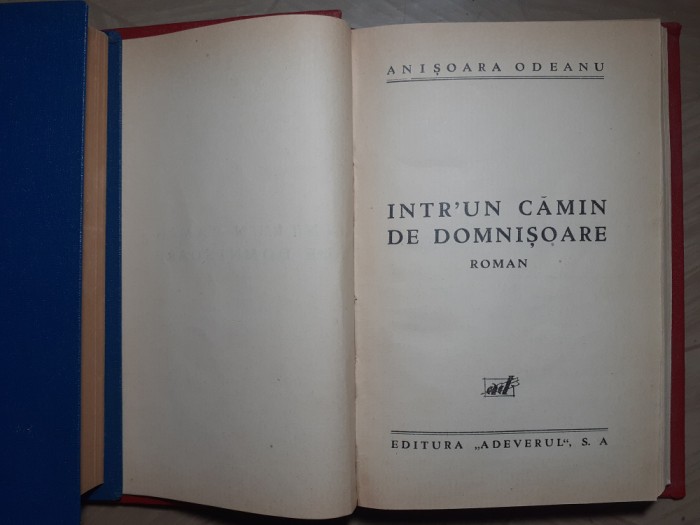 ANIȘOARA ODEANU
INTR'UN CĂMIN
DE DOMNIȘOARE
ROMAN
EDITURA „ADEVERUL“, S. A